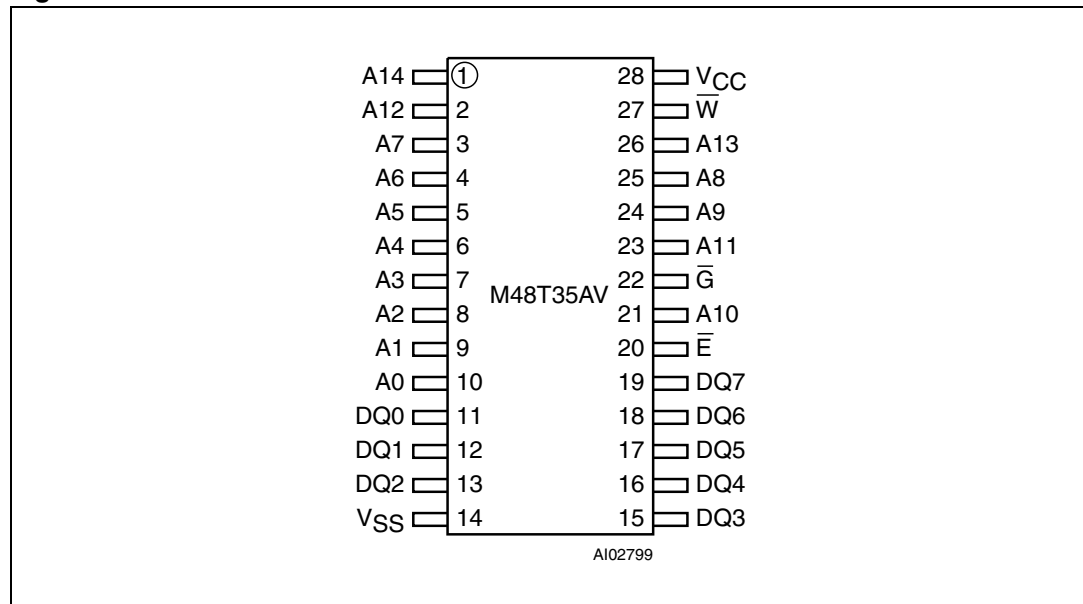 A14 1 28 VCC
A12 2 27 W̅
A7 3 26 A13
A6 4 25 A8
A5 5 24 A9
A4 6 23 A11
A3 7 22 G̅
M48T35AV
A2 8 21 A10
A1 9 20 E̅
A0 10 19 DQ7
DQ0 11 18 DQ6
DQ1 12 17 DQ5
DQ2 13 16 DQ4
VSS 14 15 DQ3
AI02799